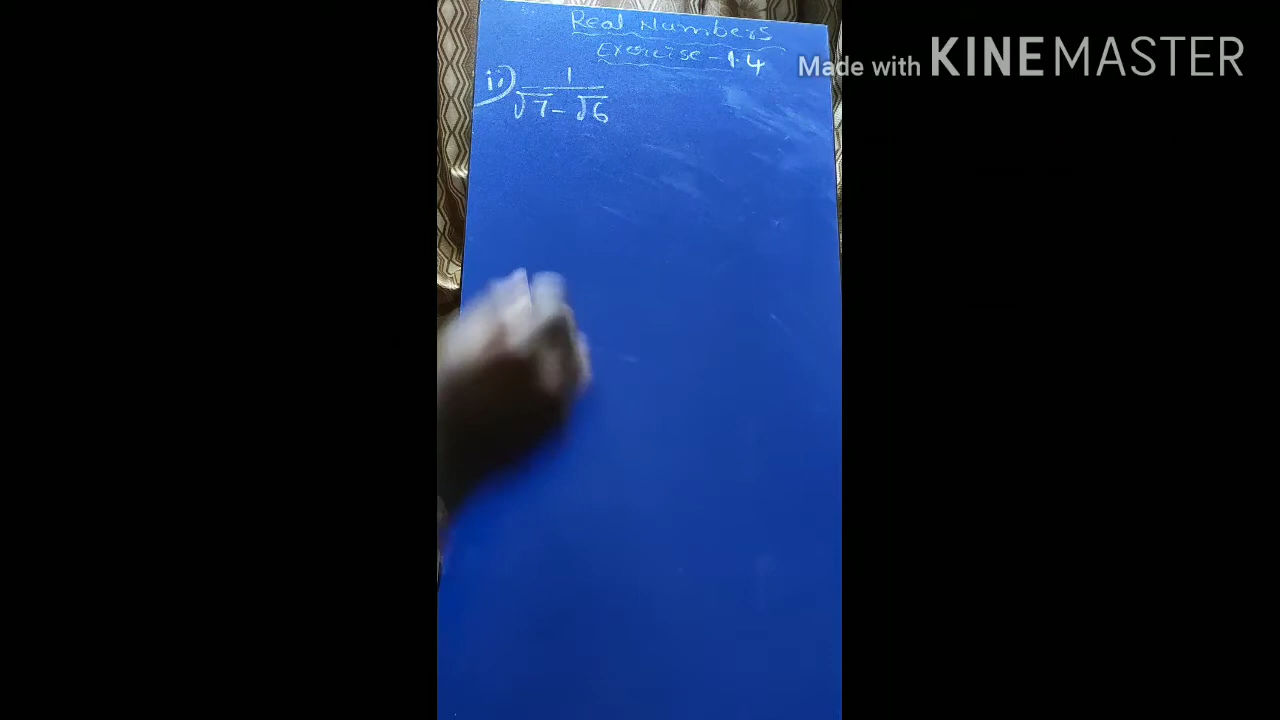 Real Numbers
Exercise - 1.4
ii) 1
√7 - √6
Made with KINEMASTER